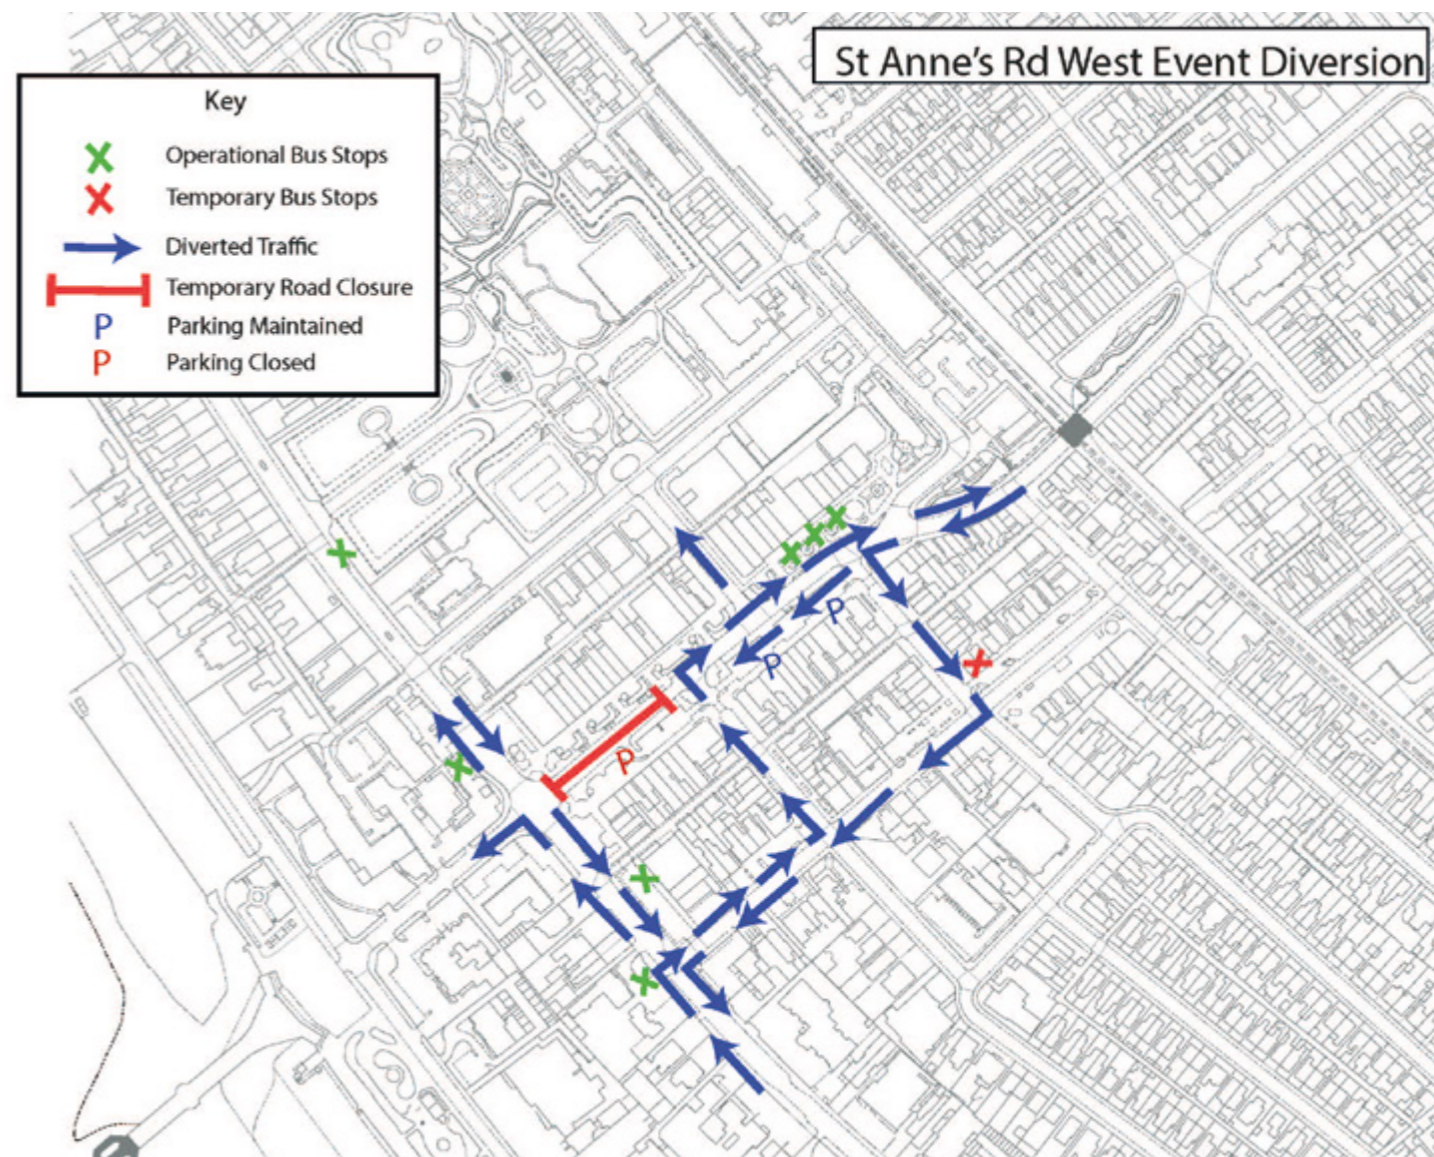 St Anne's Rd West Event Diversion
Key
Operational Bus Stops
Temporary Bus Stops
Diverted Traffic
Temporary Road Closure
P Parking Maintained
P Parking Closed
P
P
P